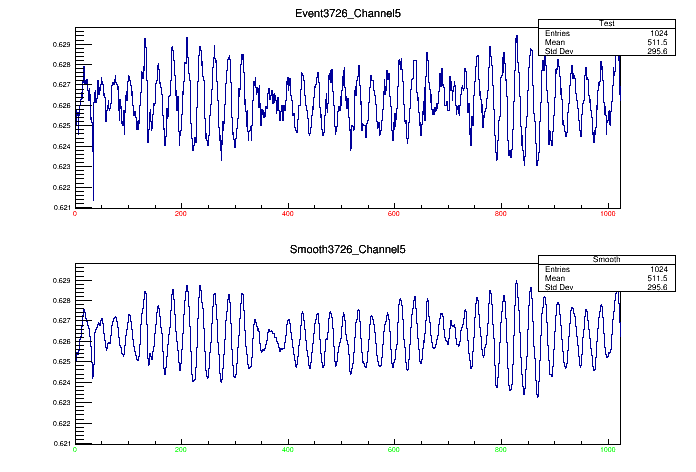 Event3726_Channel5
Test
Entries 1024
Mean 511.5
Std Dev 295.6
0.629
0.628
0.627
0.626
0.625
0.624
0.623
0.622
0.621
0 200 400 600 800 1000
Smooth3726_Channel5
Smooth
Entries 1024
Mean 511.5
Std Dev 295.6
0.629
0.628
0.627
0.626
0.625
0.624
0.623
0.622
0.621
0 200 400 600 800 1000